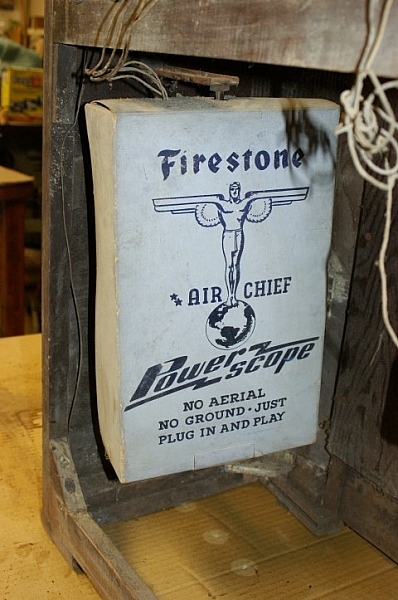 Firestone
AIR CHIEF
Power scope
NO AERIAL
NO GROUND · JUST
PLUG IN AND PLAY